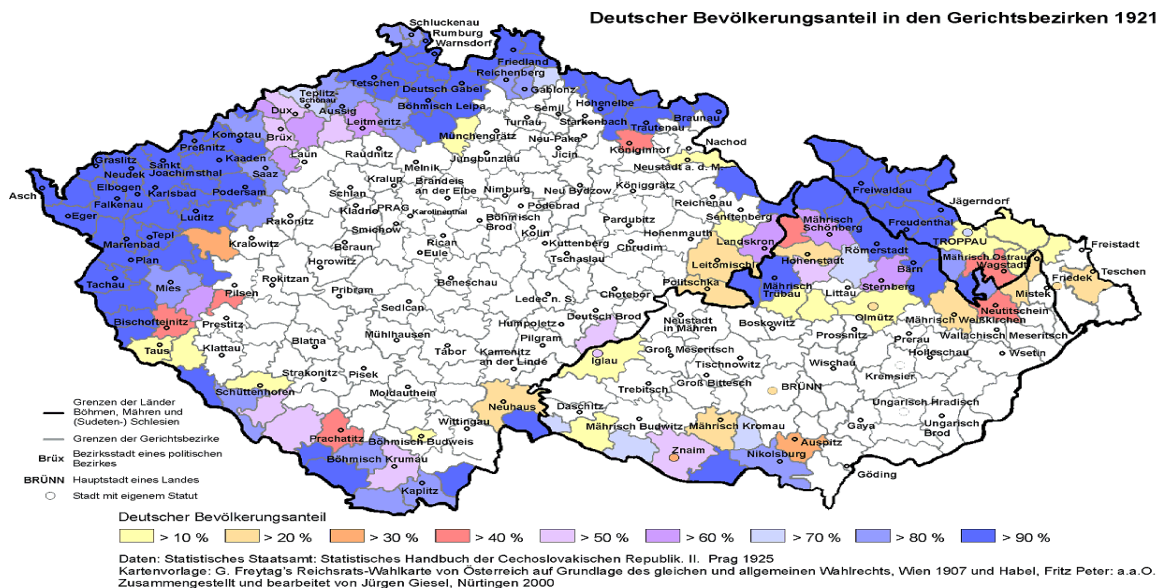 Deutscher Bevölkerungsanteil in den Gerichtsbezirken 1921
Schluckenau
Rumburg
Warnsdorf
Friedland
Reichenberg
Tetschen
Deutsch Gabel
Gablonz
Teplitz-
Schönau
Aussig
Böhmisch Leipa
Hohenelbe
Dux
Leitmeritz
Semil
Starkenbach
Trautenau
Braunau
Turnau
Komotau
Brüx
Münchengrätz
Neu-Paka
Königinhof
Nachod
Preßnitz
Laun
Raudnitz
Jungbunzlau
Jicin
Neustadt a. d. M.
Graslitz
Sankt
Joachimsthal
Kaaden
Saaz
Melnik
Neudek
Kralup
Brandeis
an der Elbe
Nimburg
Neu Bydzow
Königgrätz
Freiwaldau
Asch
Elbogen
Karlsbad
Podersam
Schlan
Reichenau
Jägerndorf
Falkenau
Kladno
PRAG
Karolinenthal
Podebrad
Senftenberg
Freudenthal
Eger
Luditz
Rakonitz
Smichow
Böhmisch
Brod
Pardubitz
Mährisch
Schönberg
TROPPAU
Tepl
Kralowitz
Beraun
Rican
Eule
Kolin
Hohenmauth
Landskron
Römerstadt
Freistadt
Marienbad
Kuttenberg
Chrudim
Hohenstadt
Mährisch Ostrau
Plan
Horowitz
Tschaslau
Leitomischl
Bärn
Wagstadt
Teschen
Tachau
Mies
Rokitzan
Beneschau
Politschka
Mährisch
Trübau
Littau
Sternberg
Friedek
Pilsen
Pribram
Ledec n. S.
Chotebor
Mistek
Bischofteinitz
Sedlcan
Deutsch Brod
Olmütz
Neutitschein
Prestitz
Mühlhausen
Humpoletz
Neustadt
in Mähren
Boskowitz
Mährisch Weißkirchen
Taus
Klattau
Blatna
Pilgram
Prossnitz
Prerau
Wallachisch Meseritsch
Tabor
Kamenitz
an der Linde
Iglau
Groß Meseritsch
Tischnowitz
Wischau
Holleschau
Wsetin
Strakonitz
Pisek
Schüttenhofen
Moldauthein
Trebitsch
Groß Bittesch
BRÜNN
Kremsier
Neuhaus
Daschitz
Ungarisch Hradisch
Prachatitz
Böhmisch Budweis
Wittingau
Mährisch Budwitz
Mährisch Kromau
Auspitz
Gaya
Ungarisch
Brod
Böhmisch Krumau
Znaim
Nikolsburg
Göding
Kaplitz
Grenzen der Länder
Böhmen, Mähren und
(Sudeten-) Schlesien
Grenzen der Gerichtsbezirke
Brüx Bezirksstadt eines politischen
Bezirkes
BRÜNN Hauptstadt eines Landes
Stadt mit eigenem Statut
Deutscher Bevölkerungsanteil
> 10 % > 20 % > 30 % > 40 % > 50 % > 60 % > 70 % > 80 % > 90 %
Daten: Statistisches Staatsamt: Statistisches Handbuch der Cechoslovakischen Republik. II. Prag 1925
Kartenvorlage: G. Freytag's Reichsrats-Wahlkarte von Österreich auf Grundlage des gleichen und allgemeinen Wahlrechts, Wien 1907 und Habel, Fritz Peter: a.a.O.
Zusammengestellt und bearbeitet von Jürgen Giesel, Nürtingen 2000